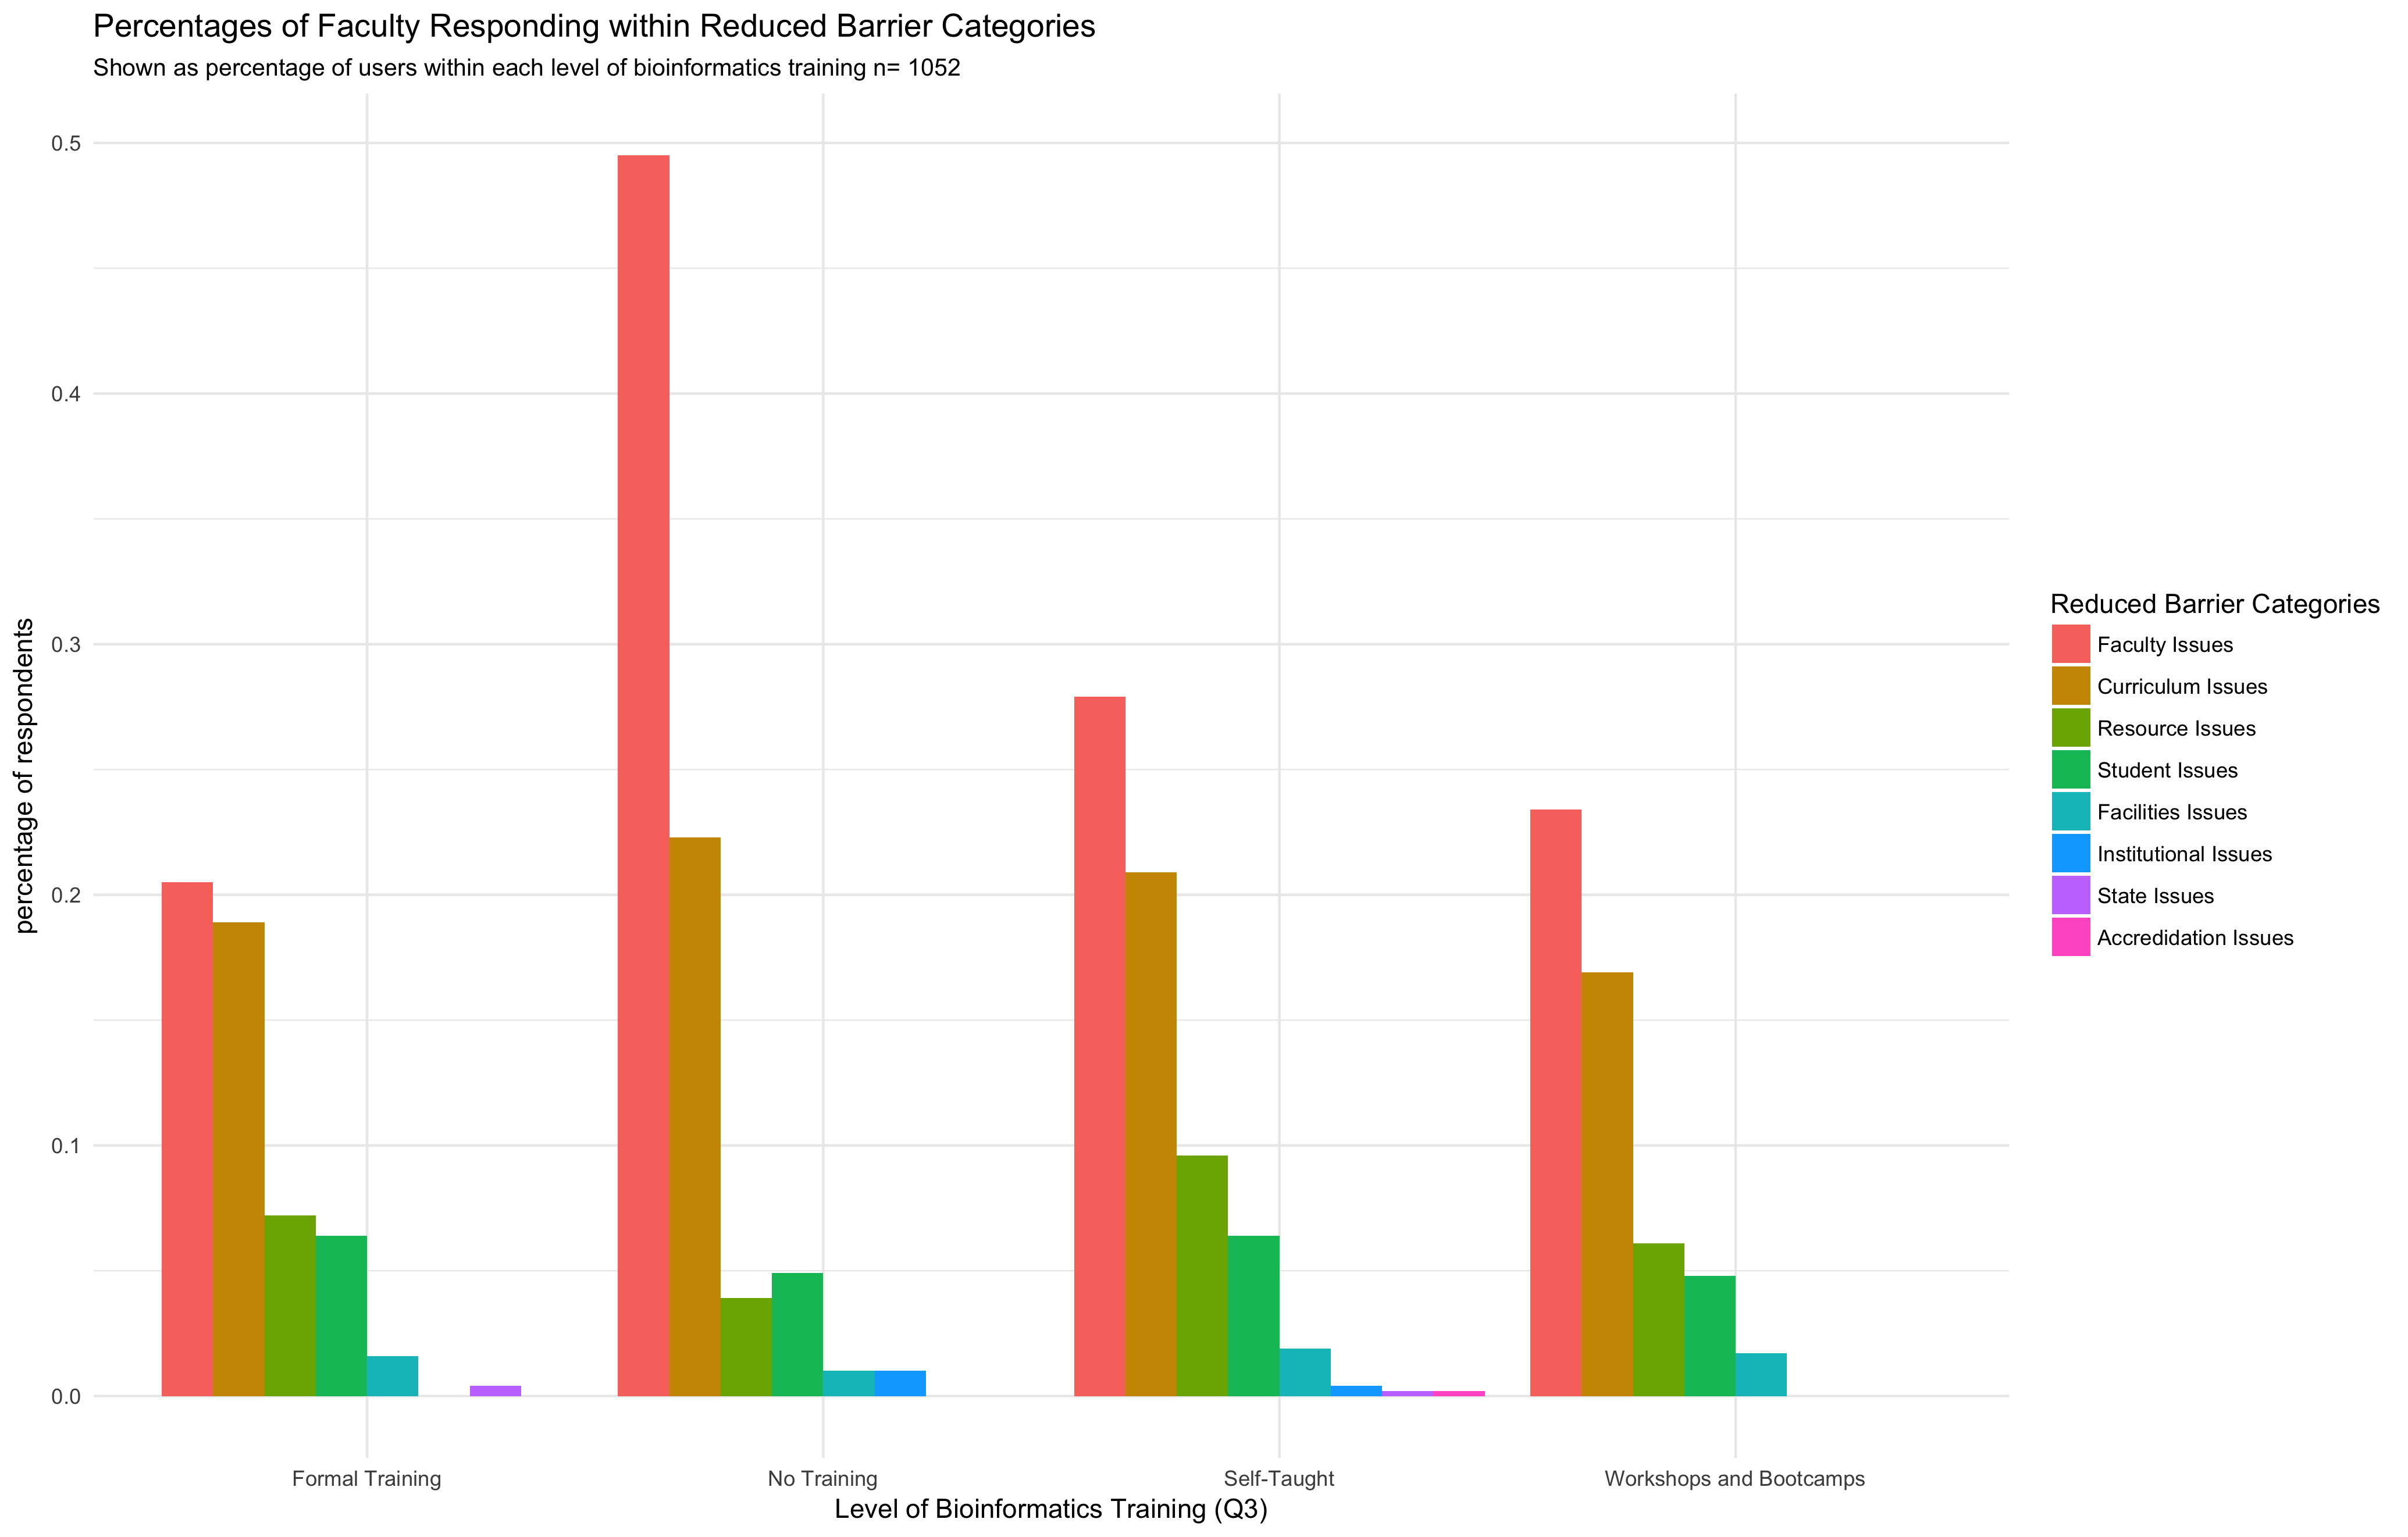 Percentages of Faculty Responding within Reduced Barrier Categories
Shown as percentage of users within each level of bioinformatics training n= 1052
percentage of respondents
0.5
0.4
0.3
0.2
0.1
0.0
Formal Training
No Training
Self-Taught
Workshops and Bootcamps
Level of Bioinformatics Training (Q3)
Reduced Barrier Categories
Faculty Issues
Curriculum Issues
Resource Issues
Student Issues
Facilities Issues
Institutional Issues
State Issues
Accredidation Issues